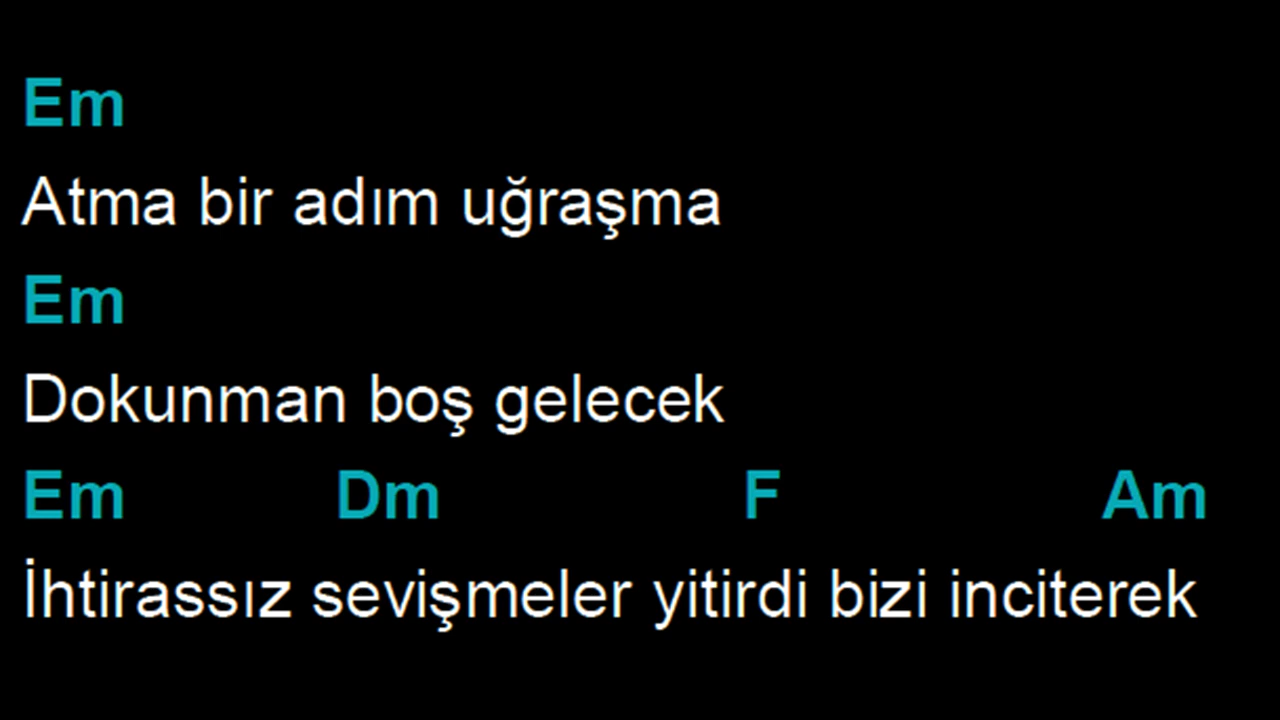 Em
Atma bir adım uğraşma
Em
Dokunman boş gelecek
Em Dm F Am
İhtirassız sevişmeler yitirdi bizi inciterek